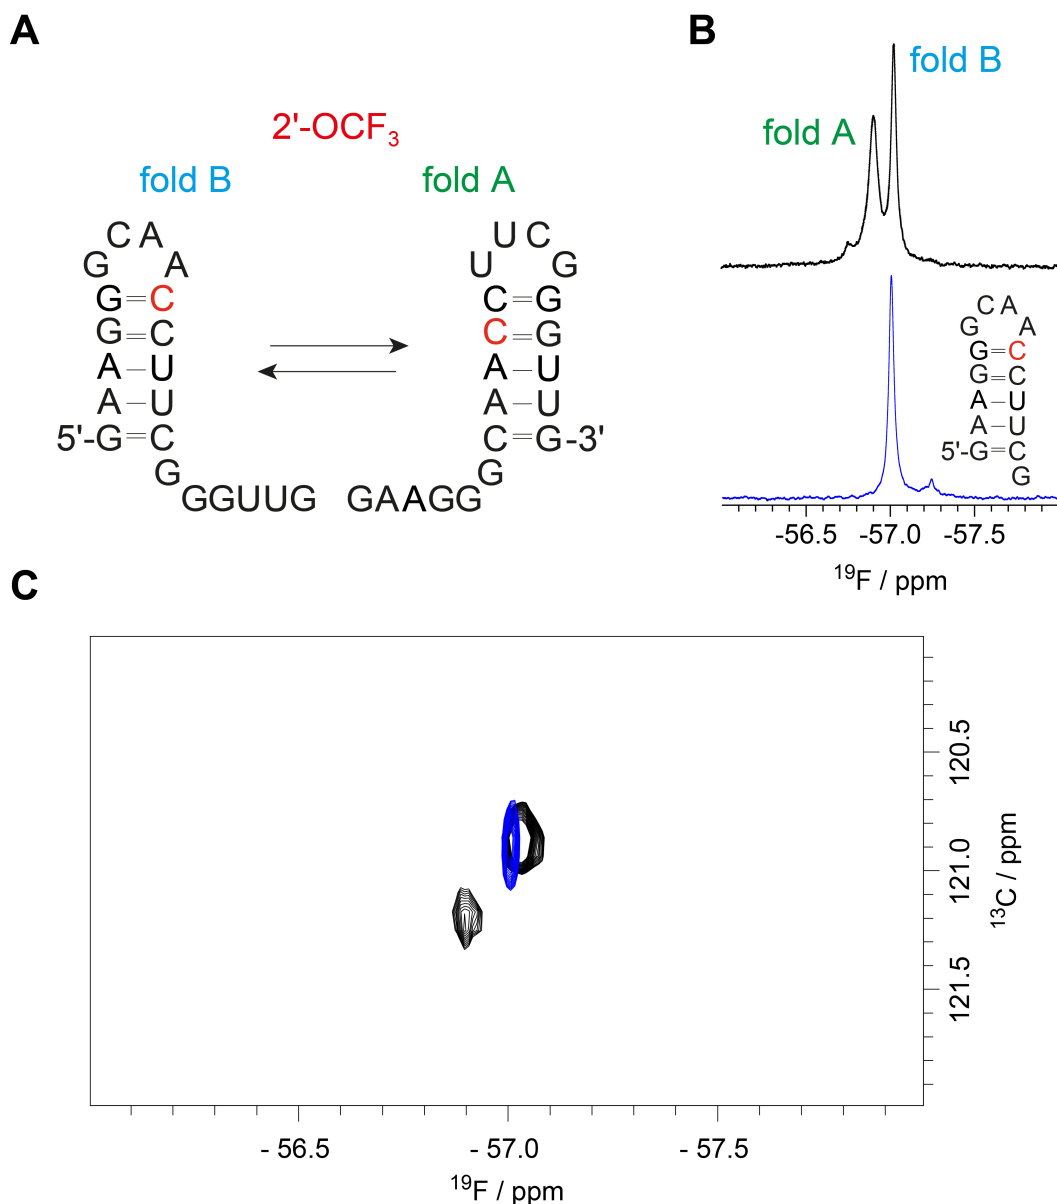 A
2'-OCF3
fold B
fold A
C A
G A
G C
G C
A U
A U
5'-G C
G
GGUUG
U C
U G
C G
C G
A U
A U
C G-3'
G
GAAGG
B
fold B
fold A
C A
G A
G C
G C
A U
A U
5'-G C
G
-56.5 -57.0 -57.5
19F / ppm
C
120.5
121.0
121.5
13C / ppm
- 56.5 - 57.0 - 57.5
19F / ppm